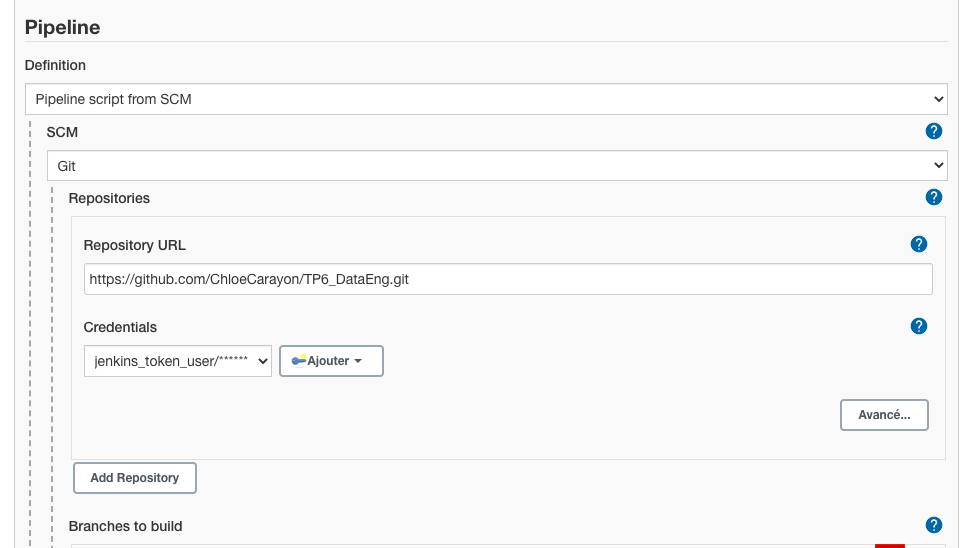 Pipeline
Definition
Pipeline script from SCM
SCM
?
Git
Repositories
?
Repository URL
?
https://github.com/ChloeCarayon/TP6_DataEng.git
Credentials
?
jenkins_token_user/******
Ajouter
Avancé...
Add Repository
Branches to build
?